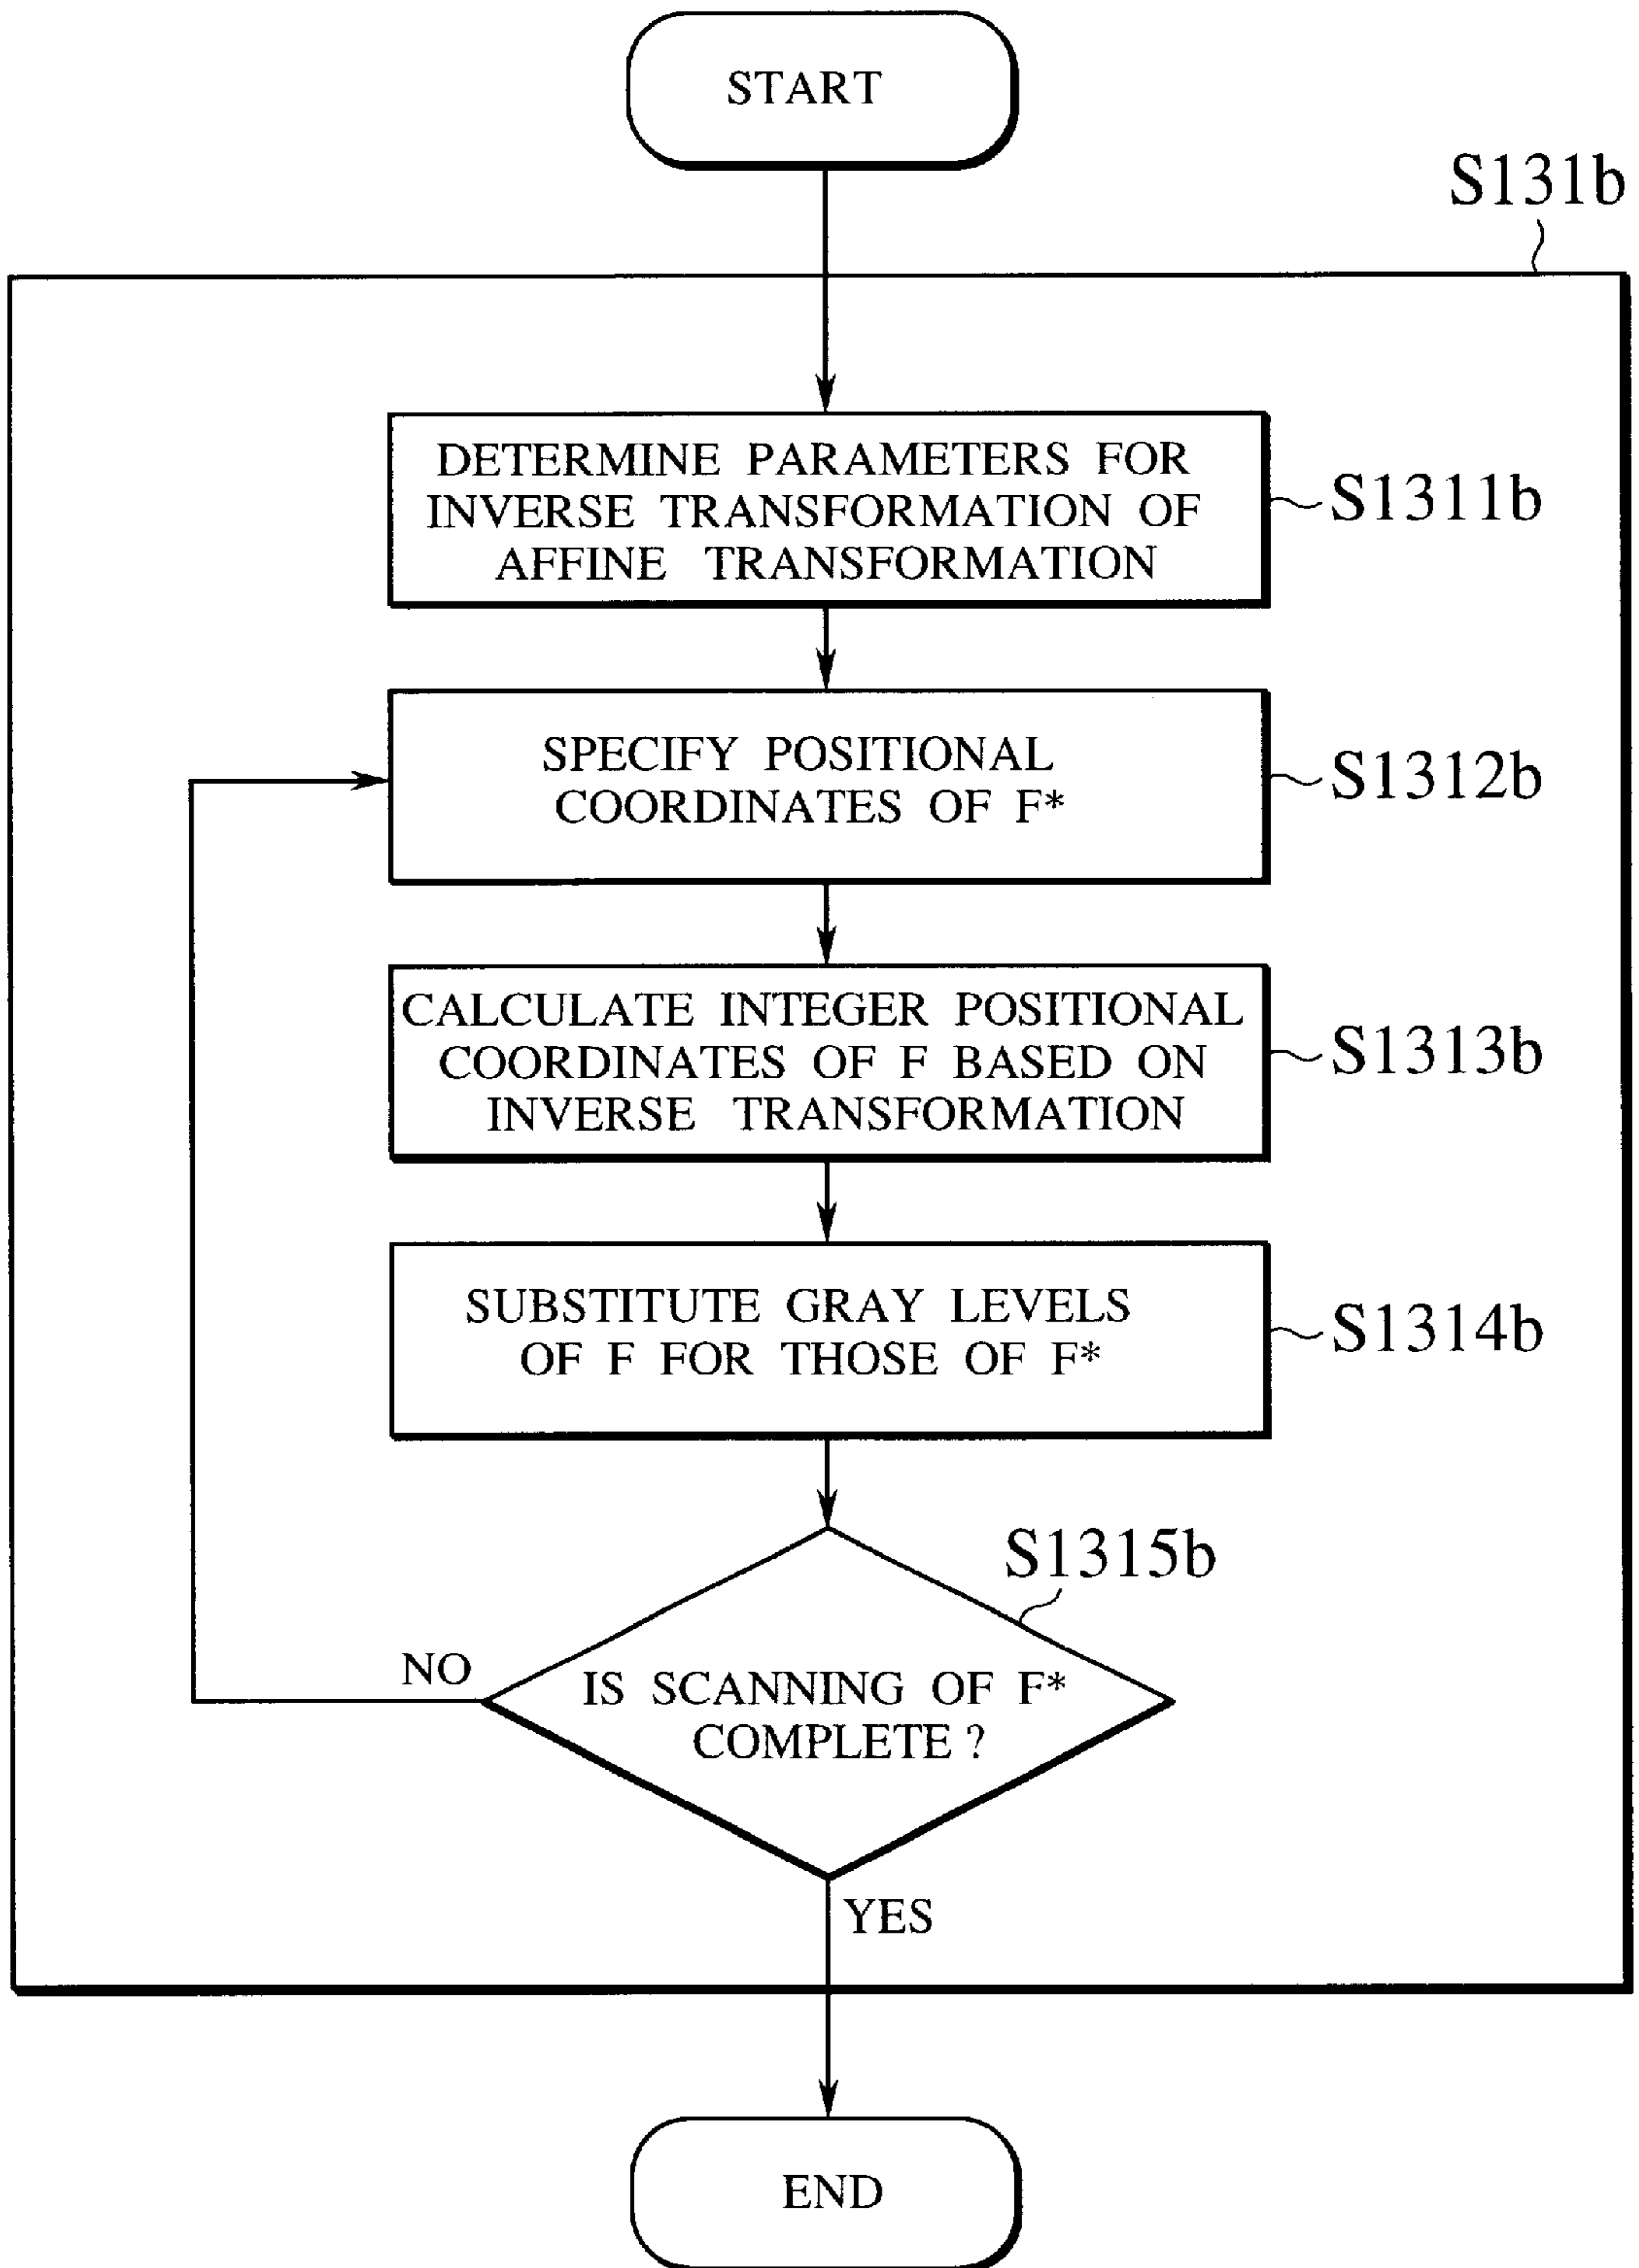 START
S131b
DETERMINE PARAMETERS FOR
INVERSE TRANSFORMATION OF
AFFINE TRANSFORMATION
S1311b
SPECIFY POSITIONAL
COORDINATES OF F*
S1312b
CALCULATE INTEGER POSITIONAL
COORDINATES OF F BASED ON
INVERSE TRANSFORMATION
S1313b
SUBSTITUTE GRAY LEVELS
OF F FOR THOSE OF F*
S1314b
S1315b
NO
IS SCANNING OF F*
COMPLETE ?
YES
END